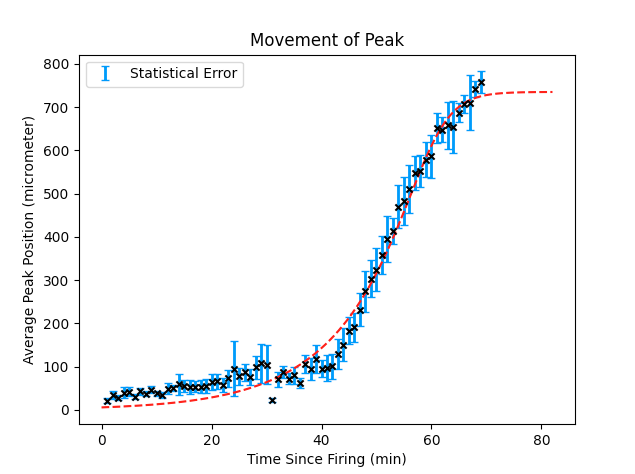 Movement of Peak
Statistical Error
Average Peak Position (micrometer)
800
700
600
500
400
300
200
100
0
0 20 40 60 80
Time Since Firing (min)